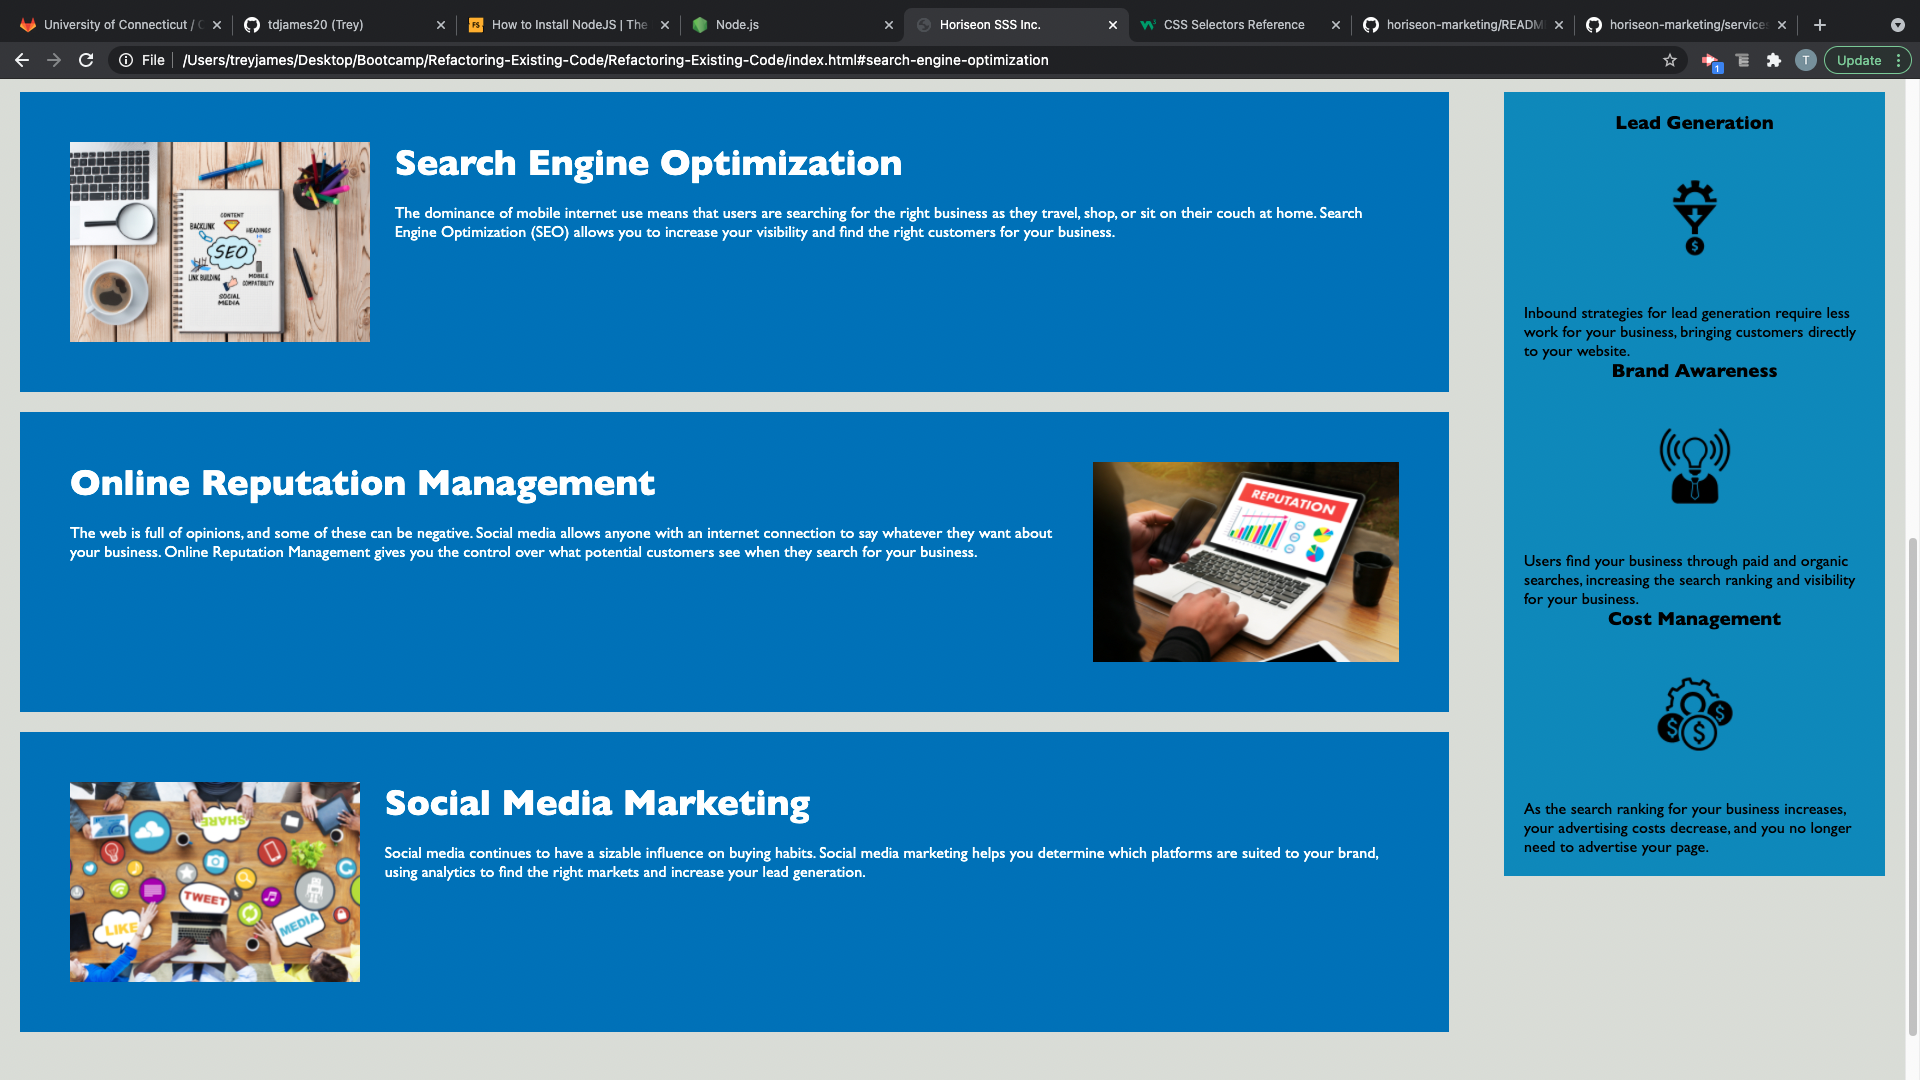 University of Connecticut /
tdjames20 (Trey)
How to Install NodeJS | The
Node.js
Horiseon SSS Inc.
CSS Selectors Reference
horiseon-marketing/READM
horiseon-marketing/service
File
/Users/treyjames/Desktop/Bootcamp/Refactoring-Existing-Code/Refactoring-Existing-Code/index.html#search-engine-optimization
1
T
Update
CONTENT
BACKLINK
HEADINGS
SEO
LINK BUILDING
MOBILE
COMPATIBILITY
SOCIAL
MEDIA
Search Engine Optimization
The dominance of mobile internet use means that users are searching for the right business as they travel, shop, or sit on their couch at home. Search
Engine Optimization (SEO) allows you to increase your visibility and find the right customers for your business.
Online Reputation Management
The web is full of opinions, and some of these can be negative. Social media allows anyone with an internet connection to say whatever they want about
your business. Online Reputation Management gives you the control over what potential customers see when they search for your business.
REPUTATION
SHARE
TWEET
LIKE
MEDIA
Social Media Marketing
Social media continues to have a sizable influence on buying habits. Social media marketing helps you determine which platforms are suited to your brand,
using analytics to find the right markets and increase your lead generation.
Lead Generation
$
Inbound strategies for lead generation require less
work for your business, bringing customers directly
to your website.
Brand Awareness
Users find your business through paid and organic
searches, increasing the search ranking and visibility
for your business.
Cost Management
$ $ $
As the search ranking for your business increases,
your advertising costs decrease, and you no longer
need to advertise your page.